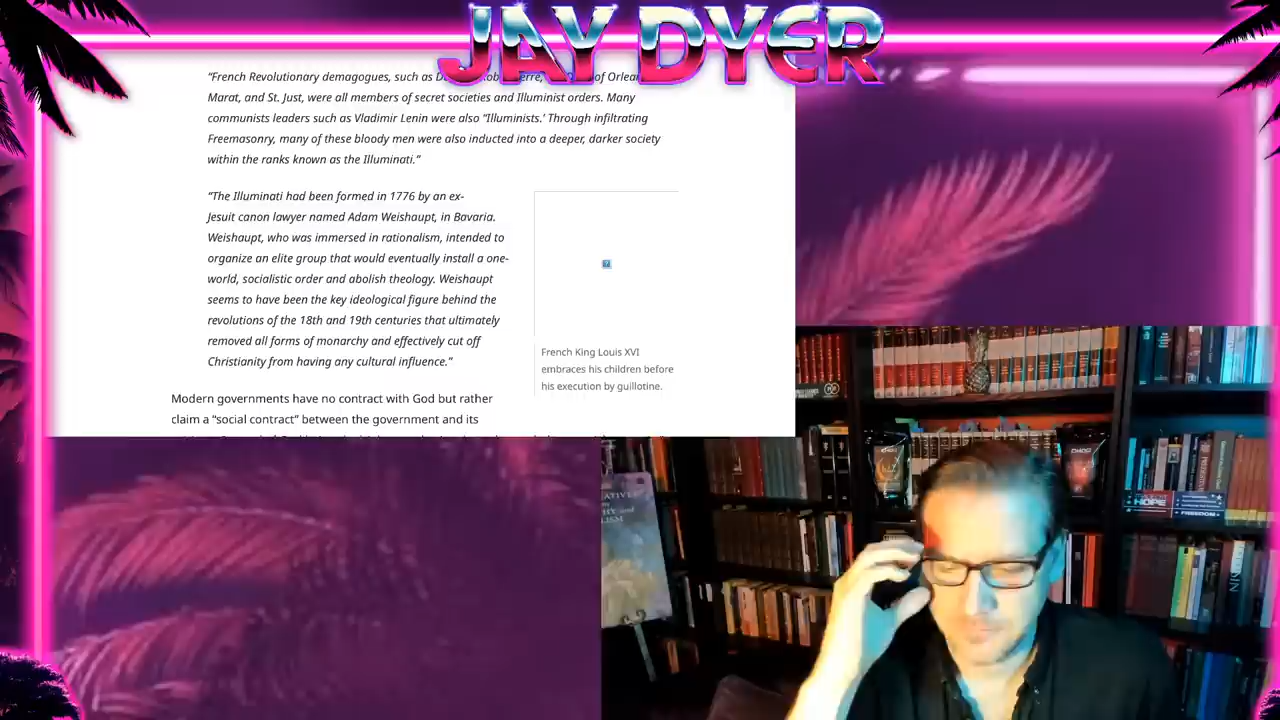 JAY DYER
“French Revolutionary demagogues, such as of Orlean
Marat, and St. Just, were all members of secret societies and Illuminist orders. Many
communists leaders such as Vladimir Lenin were also “Illuminists.’ Through infiltrating
Freemasonry, many of these bloody men were also inducted into a deeper, darker society
within the ranks known as the Illuminati.”
“The Illuminati had been formed in 1776 by an ex-
Jesuit canon lawyer named Adam Weishaupt, in Bavaria.
Weishaupt, who was immersed in rationalism, intended to
organize an elite group that would eventually install a one-
world, socialistic order and abolish theology. Weishaupt
seems to have been the key ideological figure behind the
revolutions of the 18th and 19th centuries that ultimately
removed all forms of monarchy and effectively cut off
Christianity from having any cultural influence.”
French King Louis XVI
embraces his children before
his execution by guillotine.
Modern governments have no contract with God but rather
claim a “social contract” between the government and its
HOPE
FREEDOM